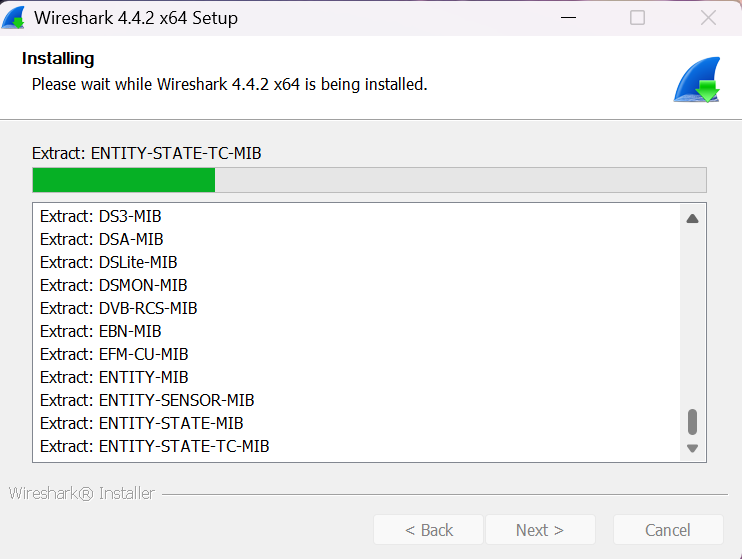 Wireshark 4.4.2 x64 Setup
Installing
Please wait while Wireshark 4.4.2 x64 is being installed.
Extract: ENTITY-STATE-TC-MIB
Extract: DS3-MIB
Extract: DSA-MIB
Extract: DSLite-MIB
Extract: DSMON-MIB
Extract: DVB-RCS-MIB
Extract: EBN-MIB
Extract: EFM-CU-MIB
Extract: ENTITY-MIB
Extract: ENTITY-SENSOR-MIB
Extract: ENTITY-STATE-MIB
Extract: ENTITY-STATE-TC-MIB
Wireshark® Installer
< Back Next > Cancel